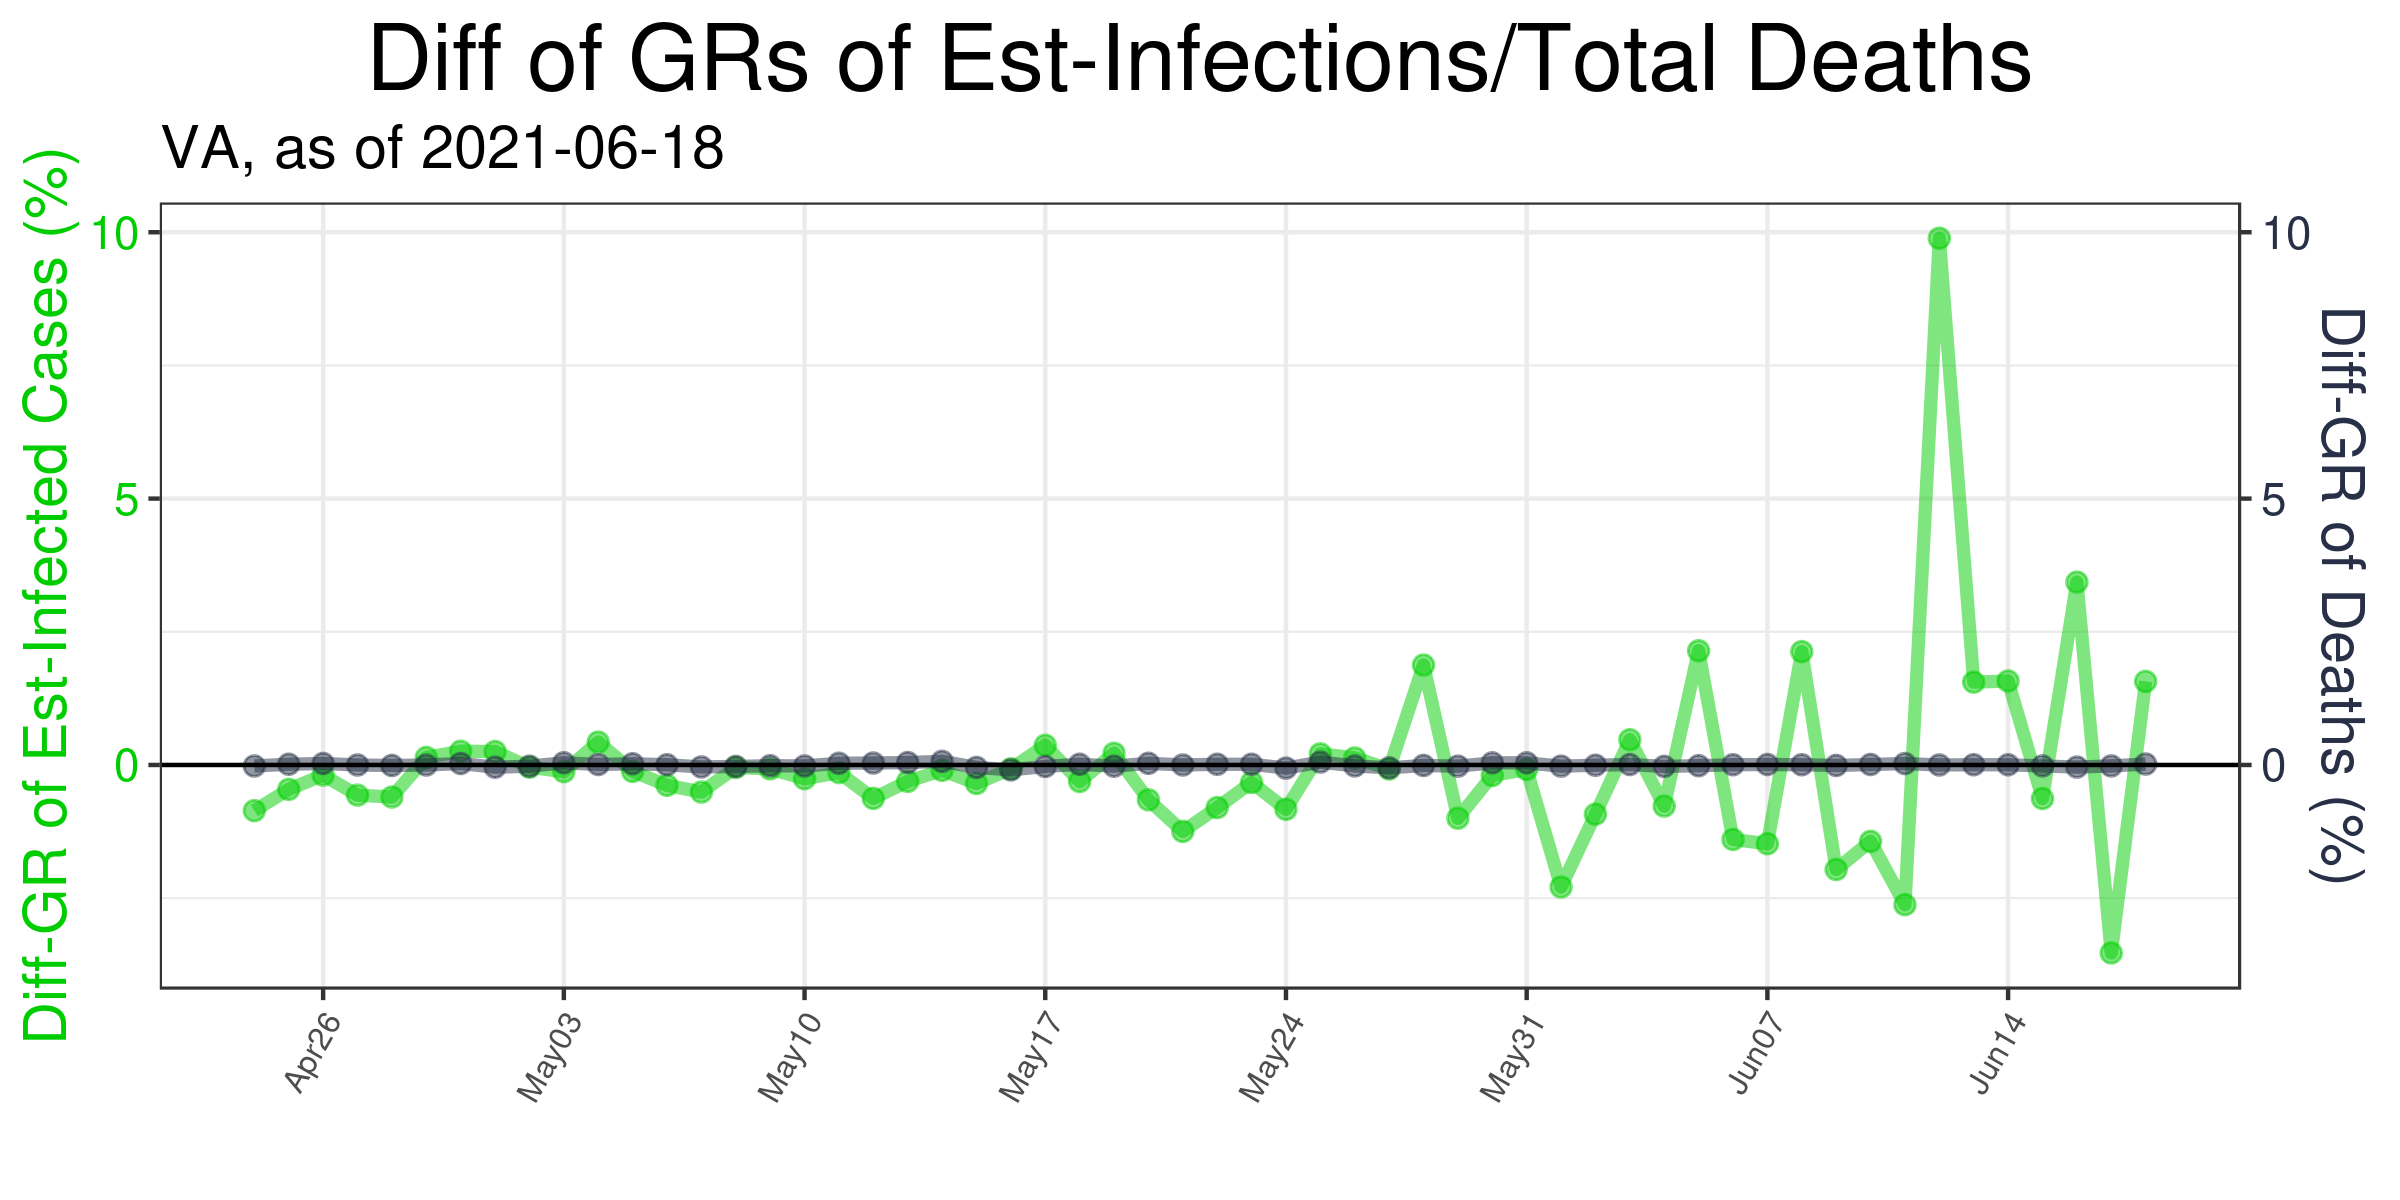 Diff of GRs of Est-Infections/Total Deaths
VA, as of 2021-06-18
Diff-GR of Est-Infected Cases (%)
10
5
0
10
5
0
Diff-GR of Deaths (%)
Apr26
May03
May10
May17
May24
May31
Jun07
Jun14